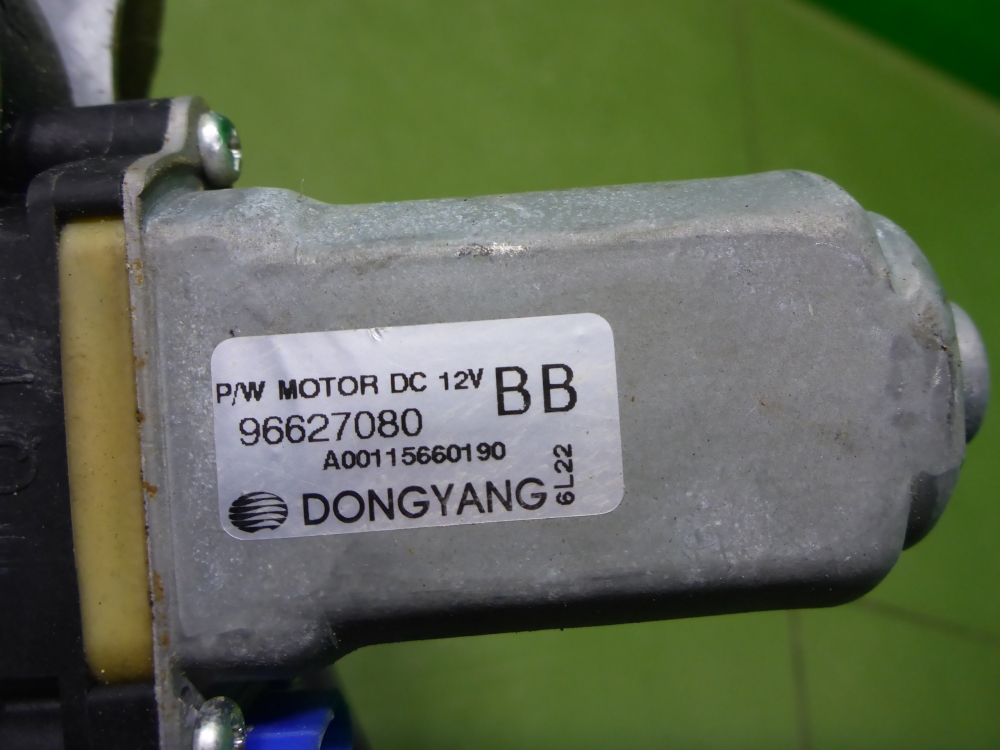 P/W MOTOR DC 12V BB
96627080
A00115660190
DONGYANG 6L22